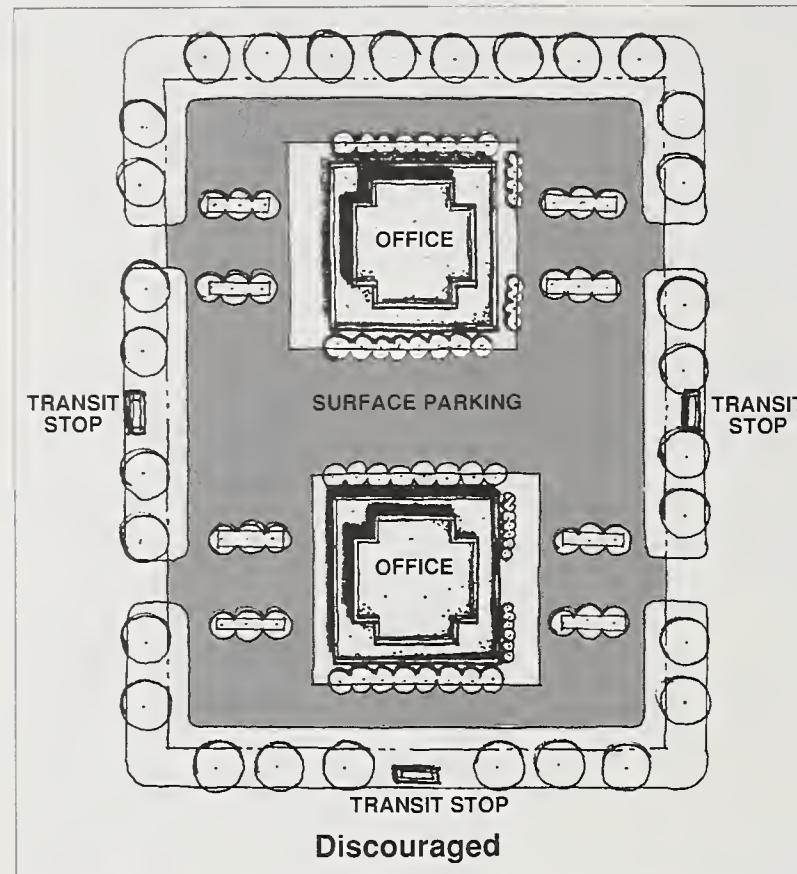 OFFICE
SURFACE PARKING
TRANSIT
STOP
TRANSIT
STOP
OFFICE
TRANSIT STOP
Discouraged